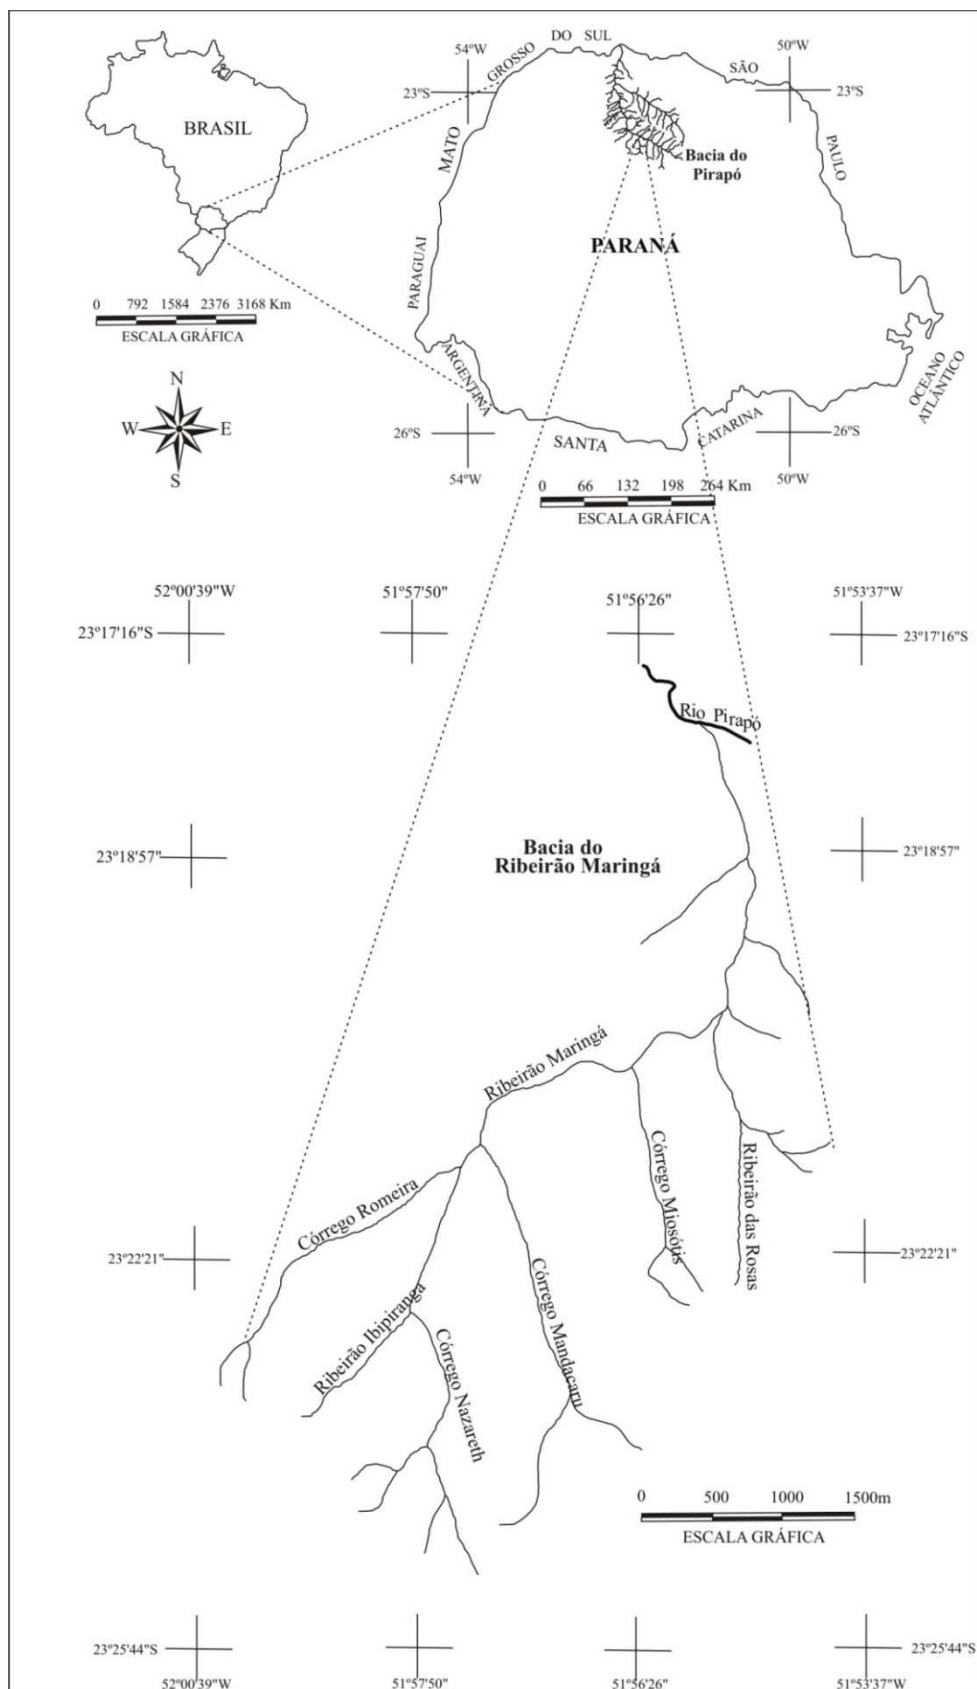 BRASIL
0 792 1584 2376 3168 Km
ESCALA GRÁFICA
N
W E
S
54ºW
50ºW
23ºS
23ºS
MATO GROSSO DO SUL
SÃO PAULO
PARAGUAI
ARGENTINA
SANTA CATARINA
OCEANO
ATLÂNTICO
Bacia do
Pirapó
PARANÁ
26ºS
26ºS
54ºW
50ºW
0 66 132 198 264 Km
ESCALA GRÁFICA
52º00'39"W 51º57'50" 51º56'26" 51º53'37"W
23º17'16"S 23º17'16"S
Rio Pirapó
23º18'57" 23º18'57"
Bacia do
Ribeirão Maringá
Ribeirão Maringá
Córrego Romeira
Córrego Miosótis
Ribeirão das Rosas
23º22'21" 23º22'21"
Ribeirão Ibipiranga
Córrego Nazareth
Córrego Mandacaru
0 500 1000 1500m
ESCALA GRÁFICA
23º25'44"S 23º25'44"S
52º00'39"W 51º57'50" 51º56'26" 51º53'37"W